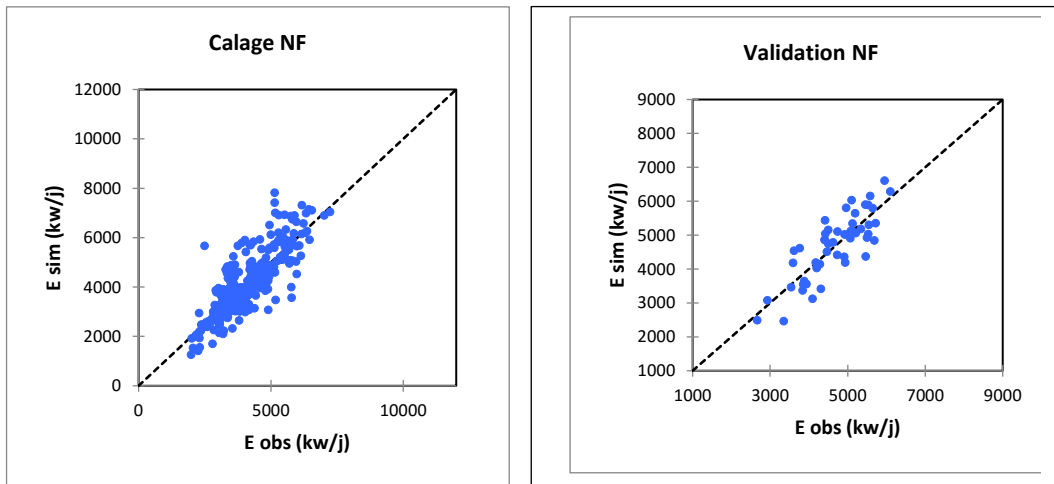 Calage NF
12000
10000
8000
6000
4000
2000
0
0 5000 10000
E sim (kw/j)
E obs (kw/j)
Validation NF
9000
8000
7000
6000
5000
4000
3000
2000
1000
1000 3000 5000 7000 9000
E sim (kw/j)
E obs (kw/j)